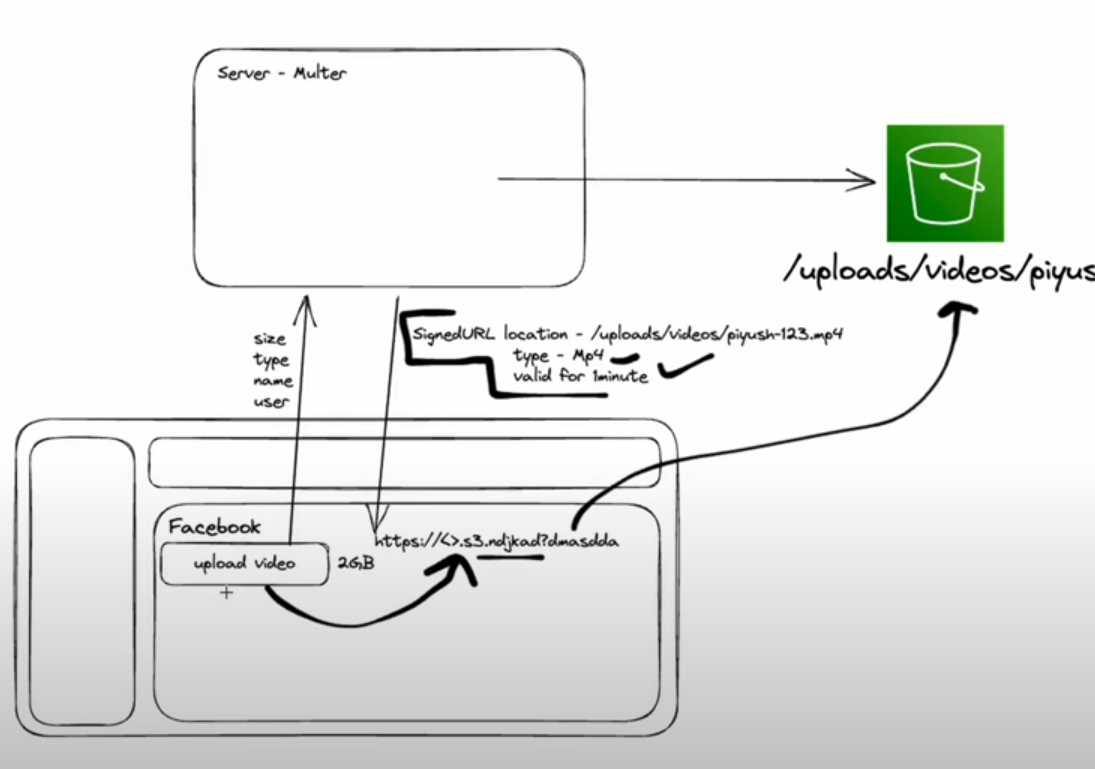 Server - Multer
/uploads/videos/piyus
size
type
name
user
SignedURL location - /uploads/videos/piyush-123.mp4
type - Mp4
valid for 1minute
Facebook
https://<>.s3.ndjkad?dmasdda
upload video
2GB